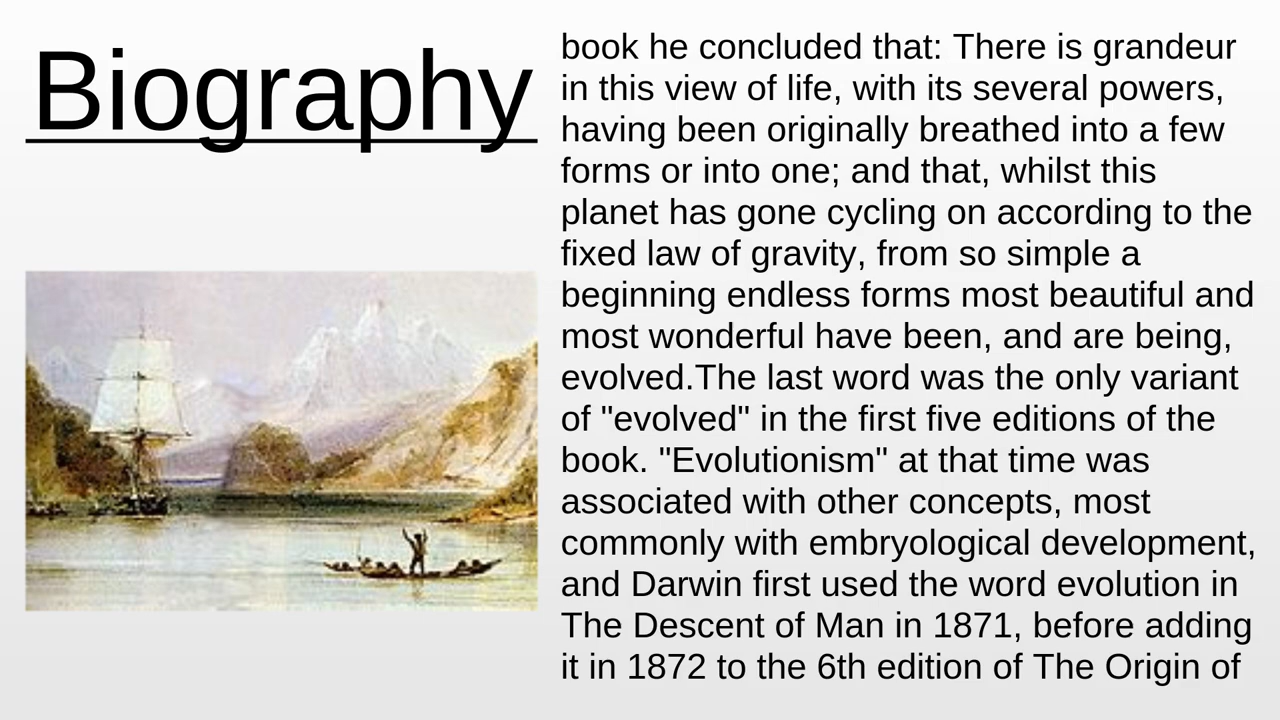 Biography
book he concluded that: There is grandeur
in this view of life, with its several powers,
having been originally breathed into a few
forms or into one; and that, whilst this
planet has gone cycling on according to the
fixed law of gravity, from so simple a
beginning endless forms most beautiful and
most wonderful have been, and are being,
evolved.The last word was the only variant
of "evolved" in the first five editions of the
book. "Evolutionism" at that time was
associated with other concepts, most
commonly with embryological development,
and Darwin first used the word evolution in
The Descent of Man in 1871, before adding
it in 1872 to the 6th edition of The Origin of